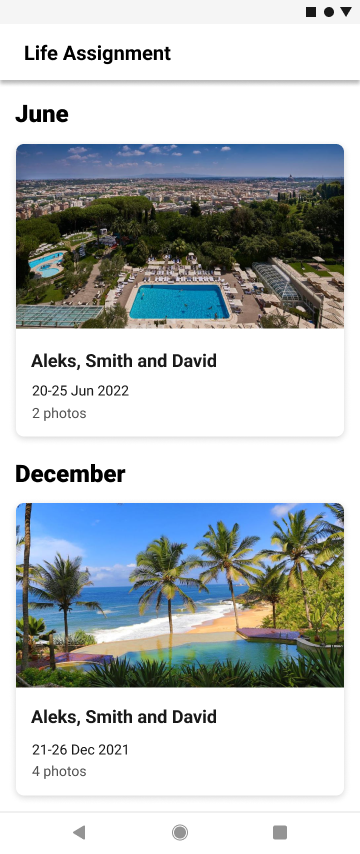 Life Assignment
June
Aleks, Smith and David
20-25 Jun 2022
2 photos
December
Aleks, Smith and David
21-26 Dec 2021
4 photos